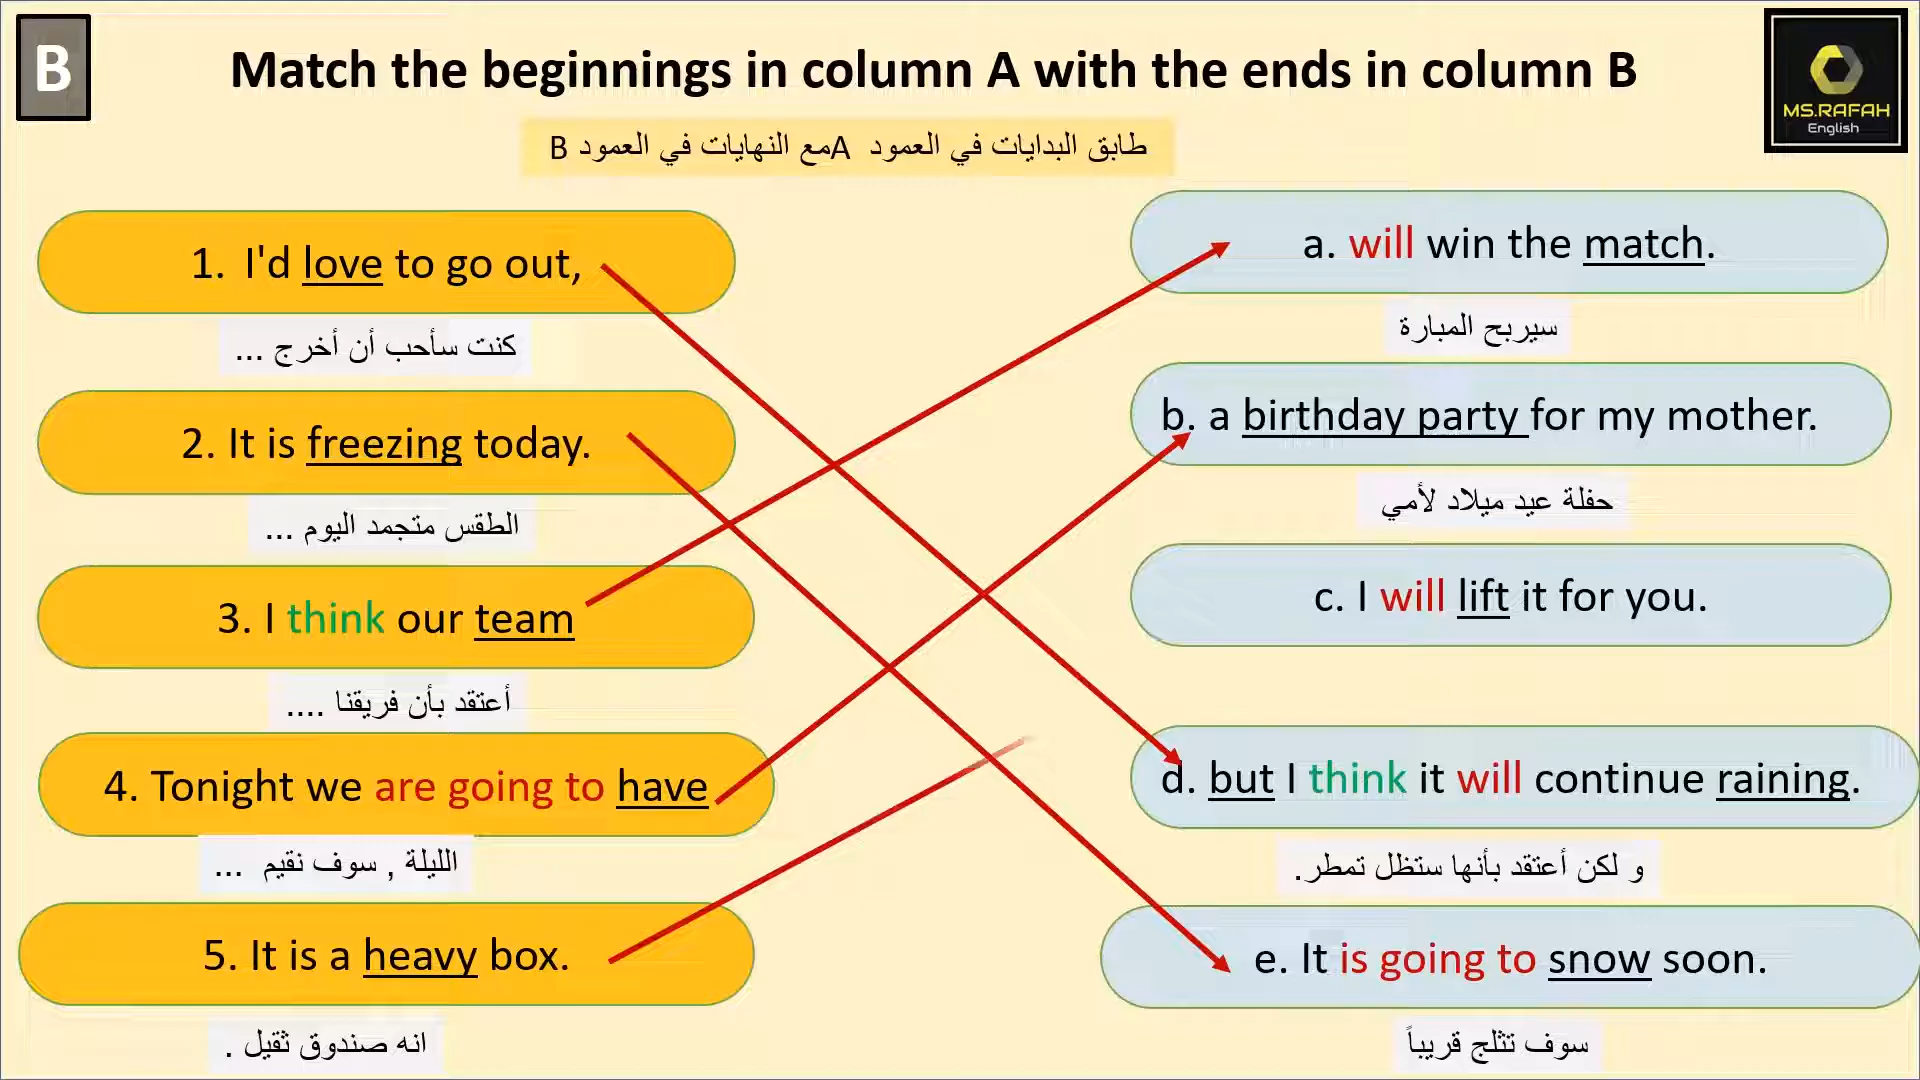 B
Match the beginnings in column A with the ends in column B
MS.RAFAH
English
طابق البدايات في العمود Aمع النهايات في العمود B
1. I'd love to go out,
كنت سأحب أن أخرج ...
2. It is freezing today.
الطقس متجمد اليوم ...
3. I think our team
أعتقد بأن فريقنا ....
4. Tonight we are going to have
الليلة , سوف نقيم ...
5. It is a heavy box.
انه صندوق ثقيل .
a. will win the match.
سيربح المبارة
b. a birthday party for my mother.
حفلة عيد ميلاد لأمي
c. I will lift it for you.
d. but I think it will continue raining.
و لكن أعتقد بأنها ستظل تمطر.
e. It is going to snow soon.
سوف تثلج قريباً